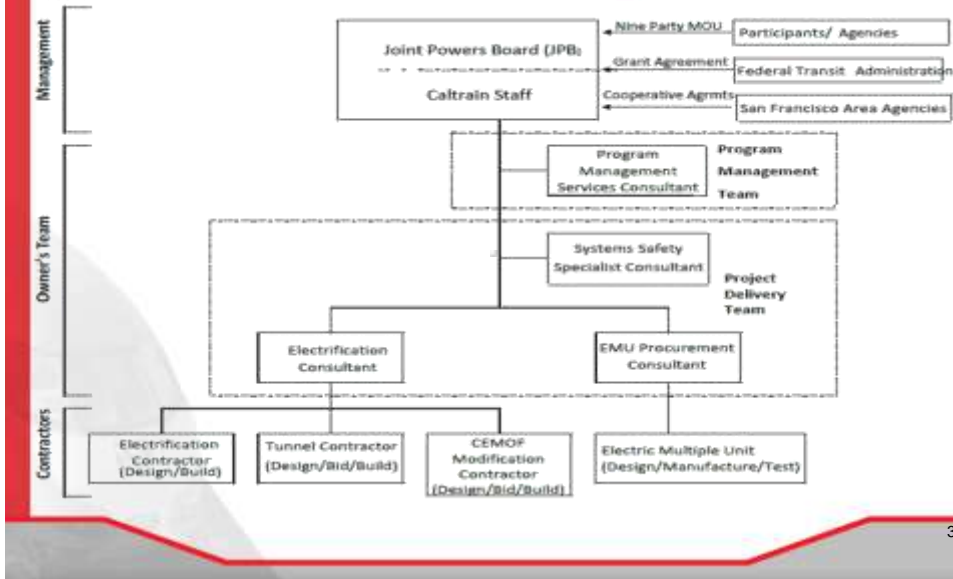 Management
Joint Powers Board (JPB)
Caltrain Staff
Nine Party MOU
Participants/ Agencies
Grant Agreement
Federal Transit Administration
Cooperative Agrmts
San Francisco Area Agencies
Owner's Team
Program
Management
Services Consultant
Program
Management
Team
Systems Safety
Specialist Consultant
Project
Delivery
Team
Electrification
Consultant
EMU Procurement
Consultant
Contractors
Electrification
Contractor
(Design/Build)
Tunnel Contractor
(Design/Bid/Build)
CEMOF
Modification
Contractor
(Design/Bid/Build)
Electric Multiple Unit
(Design/Manufacture/Test)
3